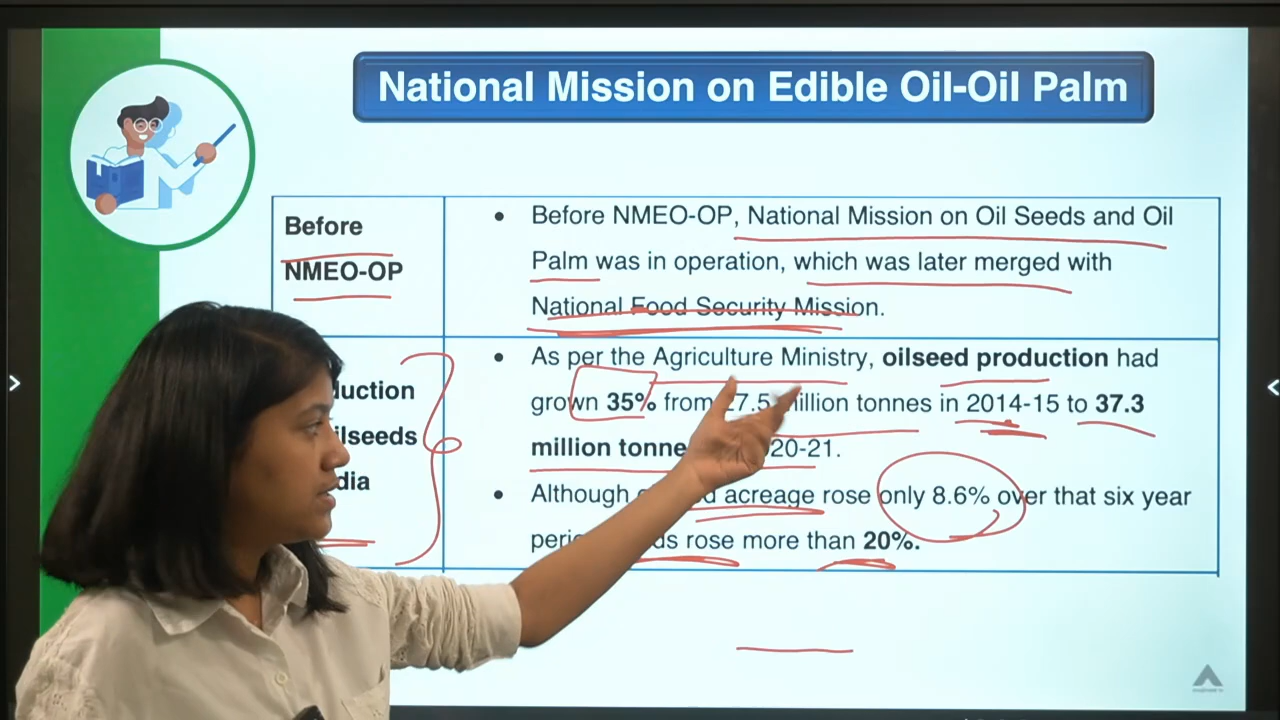 National Mission on Edible Oil-Oil Palm
Before
NMEO-OP
• Before NMEO-OP, National Mission on Oil Seeds and Oil
Palm was in operation, which was later merged with
National Food Security Mission.
uction
ilseeds
dia
• As per the Agriculture Ministry, oilseed production had
grown 35% from 27.5 million tonnes in 2014-15 to 37.3
million tonne 20-21.
• Although acreage rose only 8.6% over that six year
rose more than 20%.